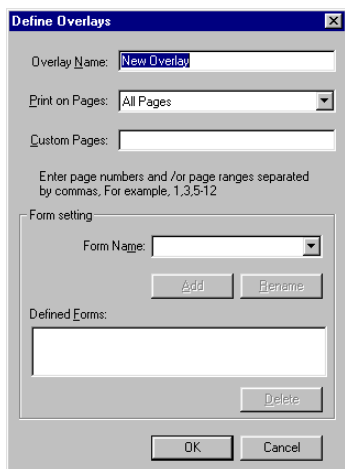 Define Overlays
Overlay Name: New Overlay
Print on Pages: All Pages
Custom Pages:
Enter page numbers and /or page ranges separated
by commas, For example, 1,3,5-12
Form setting
Form Name:
Add Rename
Defined Forms:
Delete
OK Cancel